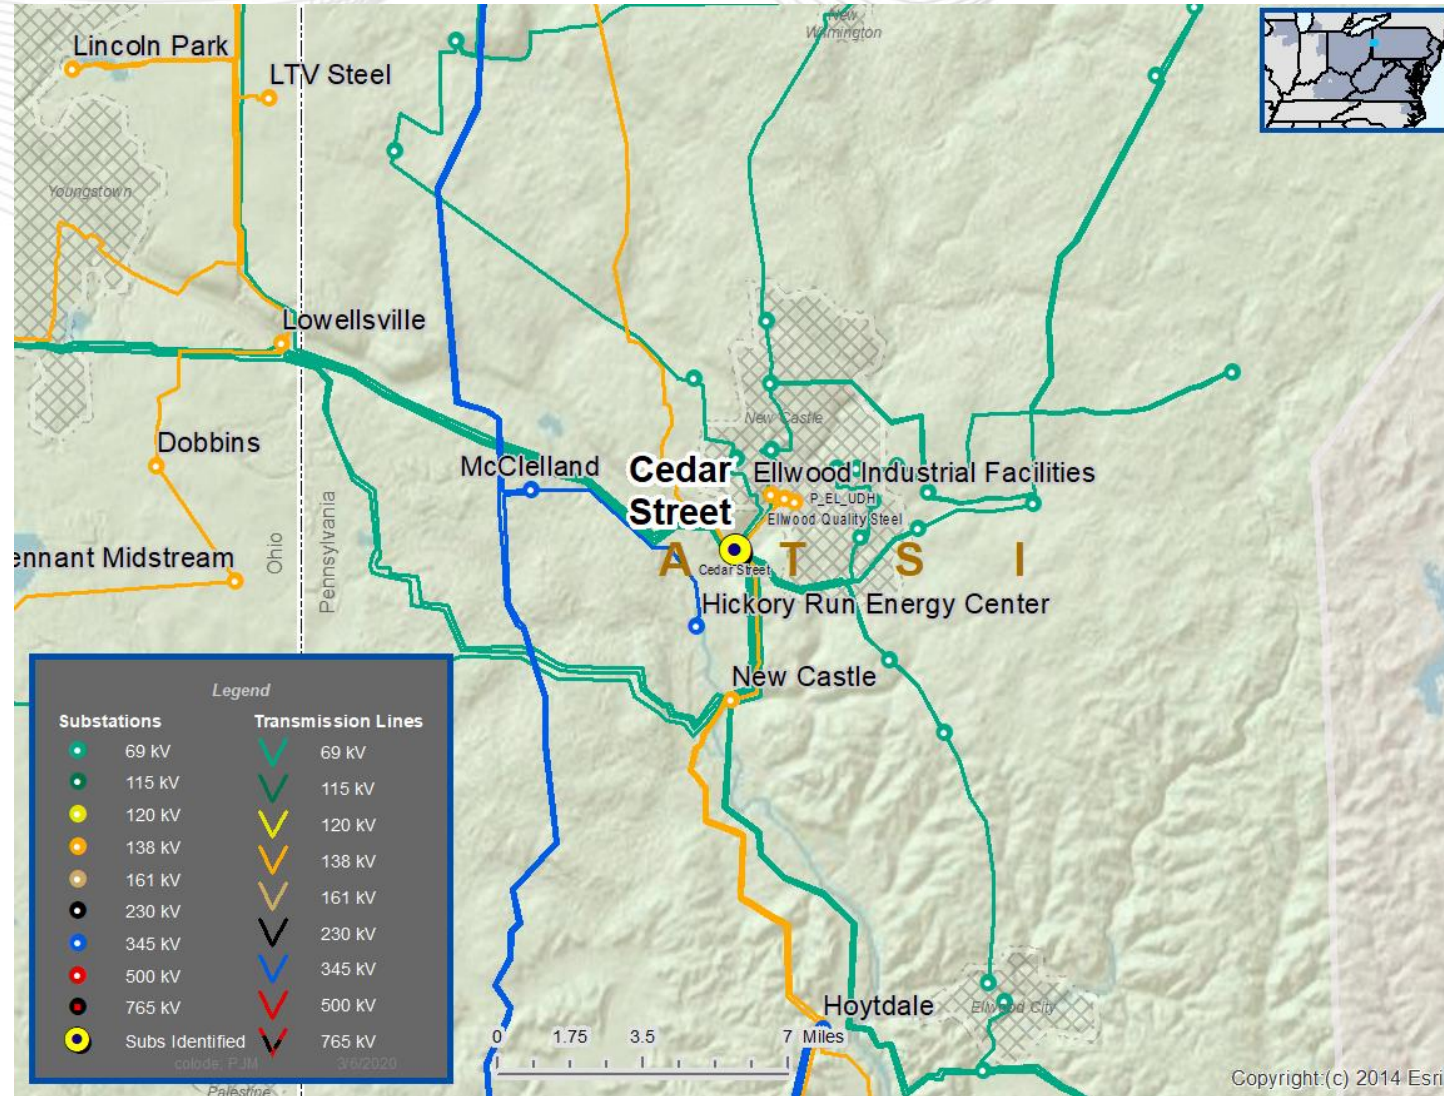 New
Wilmington
Lincoln Park
LTV Steel
Youngstown
Lowellsville
New Castle
Dobbins
McClelland
Cedar
Street
Ellwood Industrial Facilities
P_EL_UDH
Ellwood Quality Steel
ennant Midstream
Ohio
Pennsylvania
A T S I
Cedar Street
Hickory Run Energy Center
New Castle
Legend
Substations
Transmission Lines
69 kV
69 kV
115 kV
115 kV
120 kV
120 kV
138 kV
138 kV
161 kV
161 kV
230 kV
230 kV
345 kV
345 kV
500 kV
500 kV
765 kV
765 kV
Subs Identified
colode: PJM
3/6/2020
Palestine
Hoytdale
Ellwood City
0 1.75 3.5 7 Miles
Copyright:(c) 2014 Esri